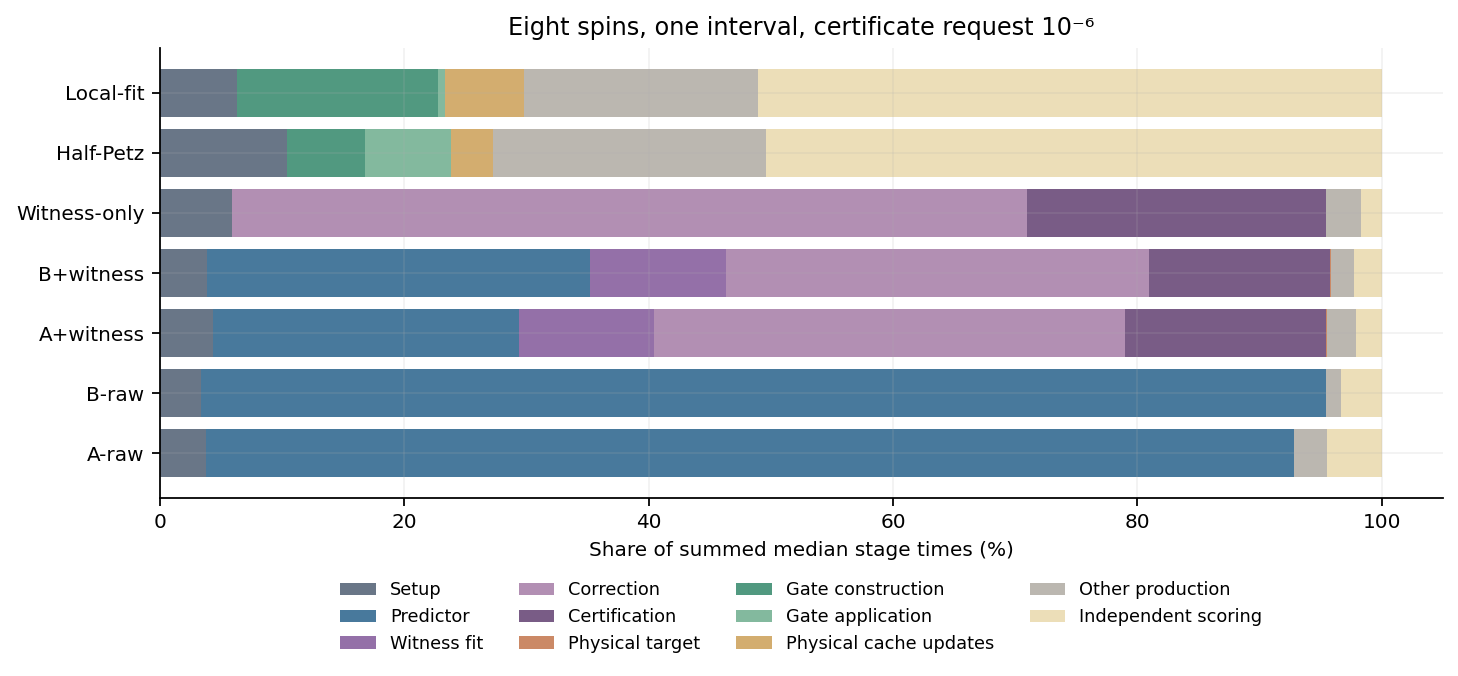 Eight spins, one interval, certificate request 10⁻⁶
Local-fit
Half-Petz
Witness-only
B+witness
A+witness
B-raw
A-raw
0 20 40 60 80 100
Share of summed median stage times (%)
Setup Correction Gate construction Other production
Predictor Certification Gate application Independent scoring
Witness fit Physical target Physical cache updates